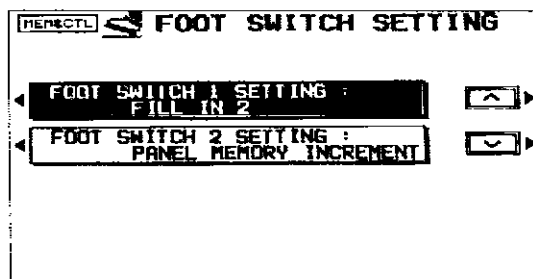 MEM&CTL FOOT SWITCH SETTING
FOOT SWITCH 1 SETTING :
FILL IN 2
FOOT SWITCH 2 SETTING :
PANEL MEMORY INCREMENT